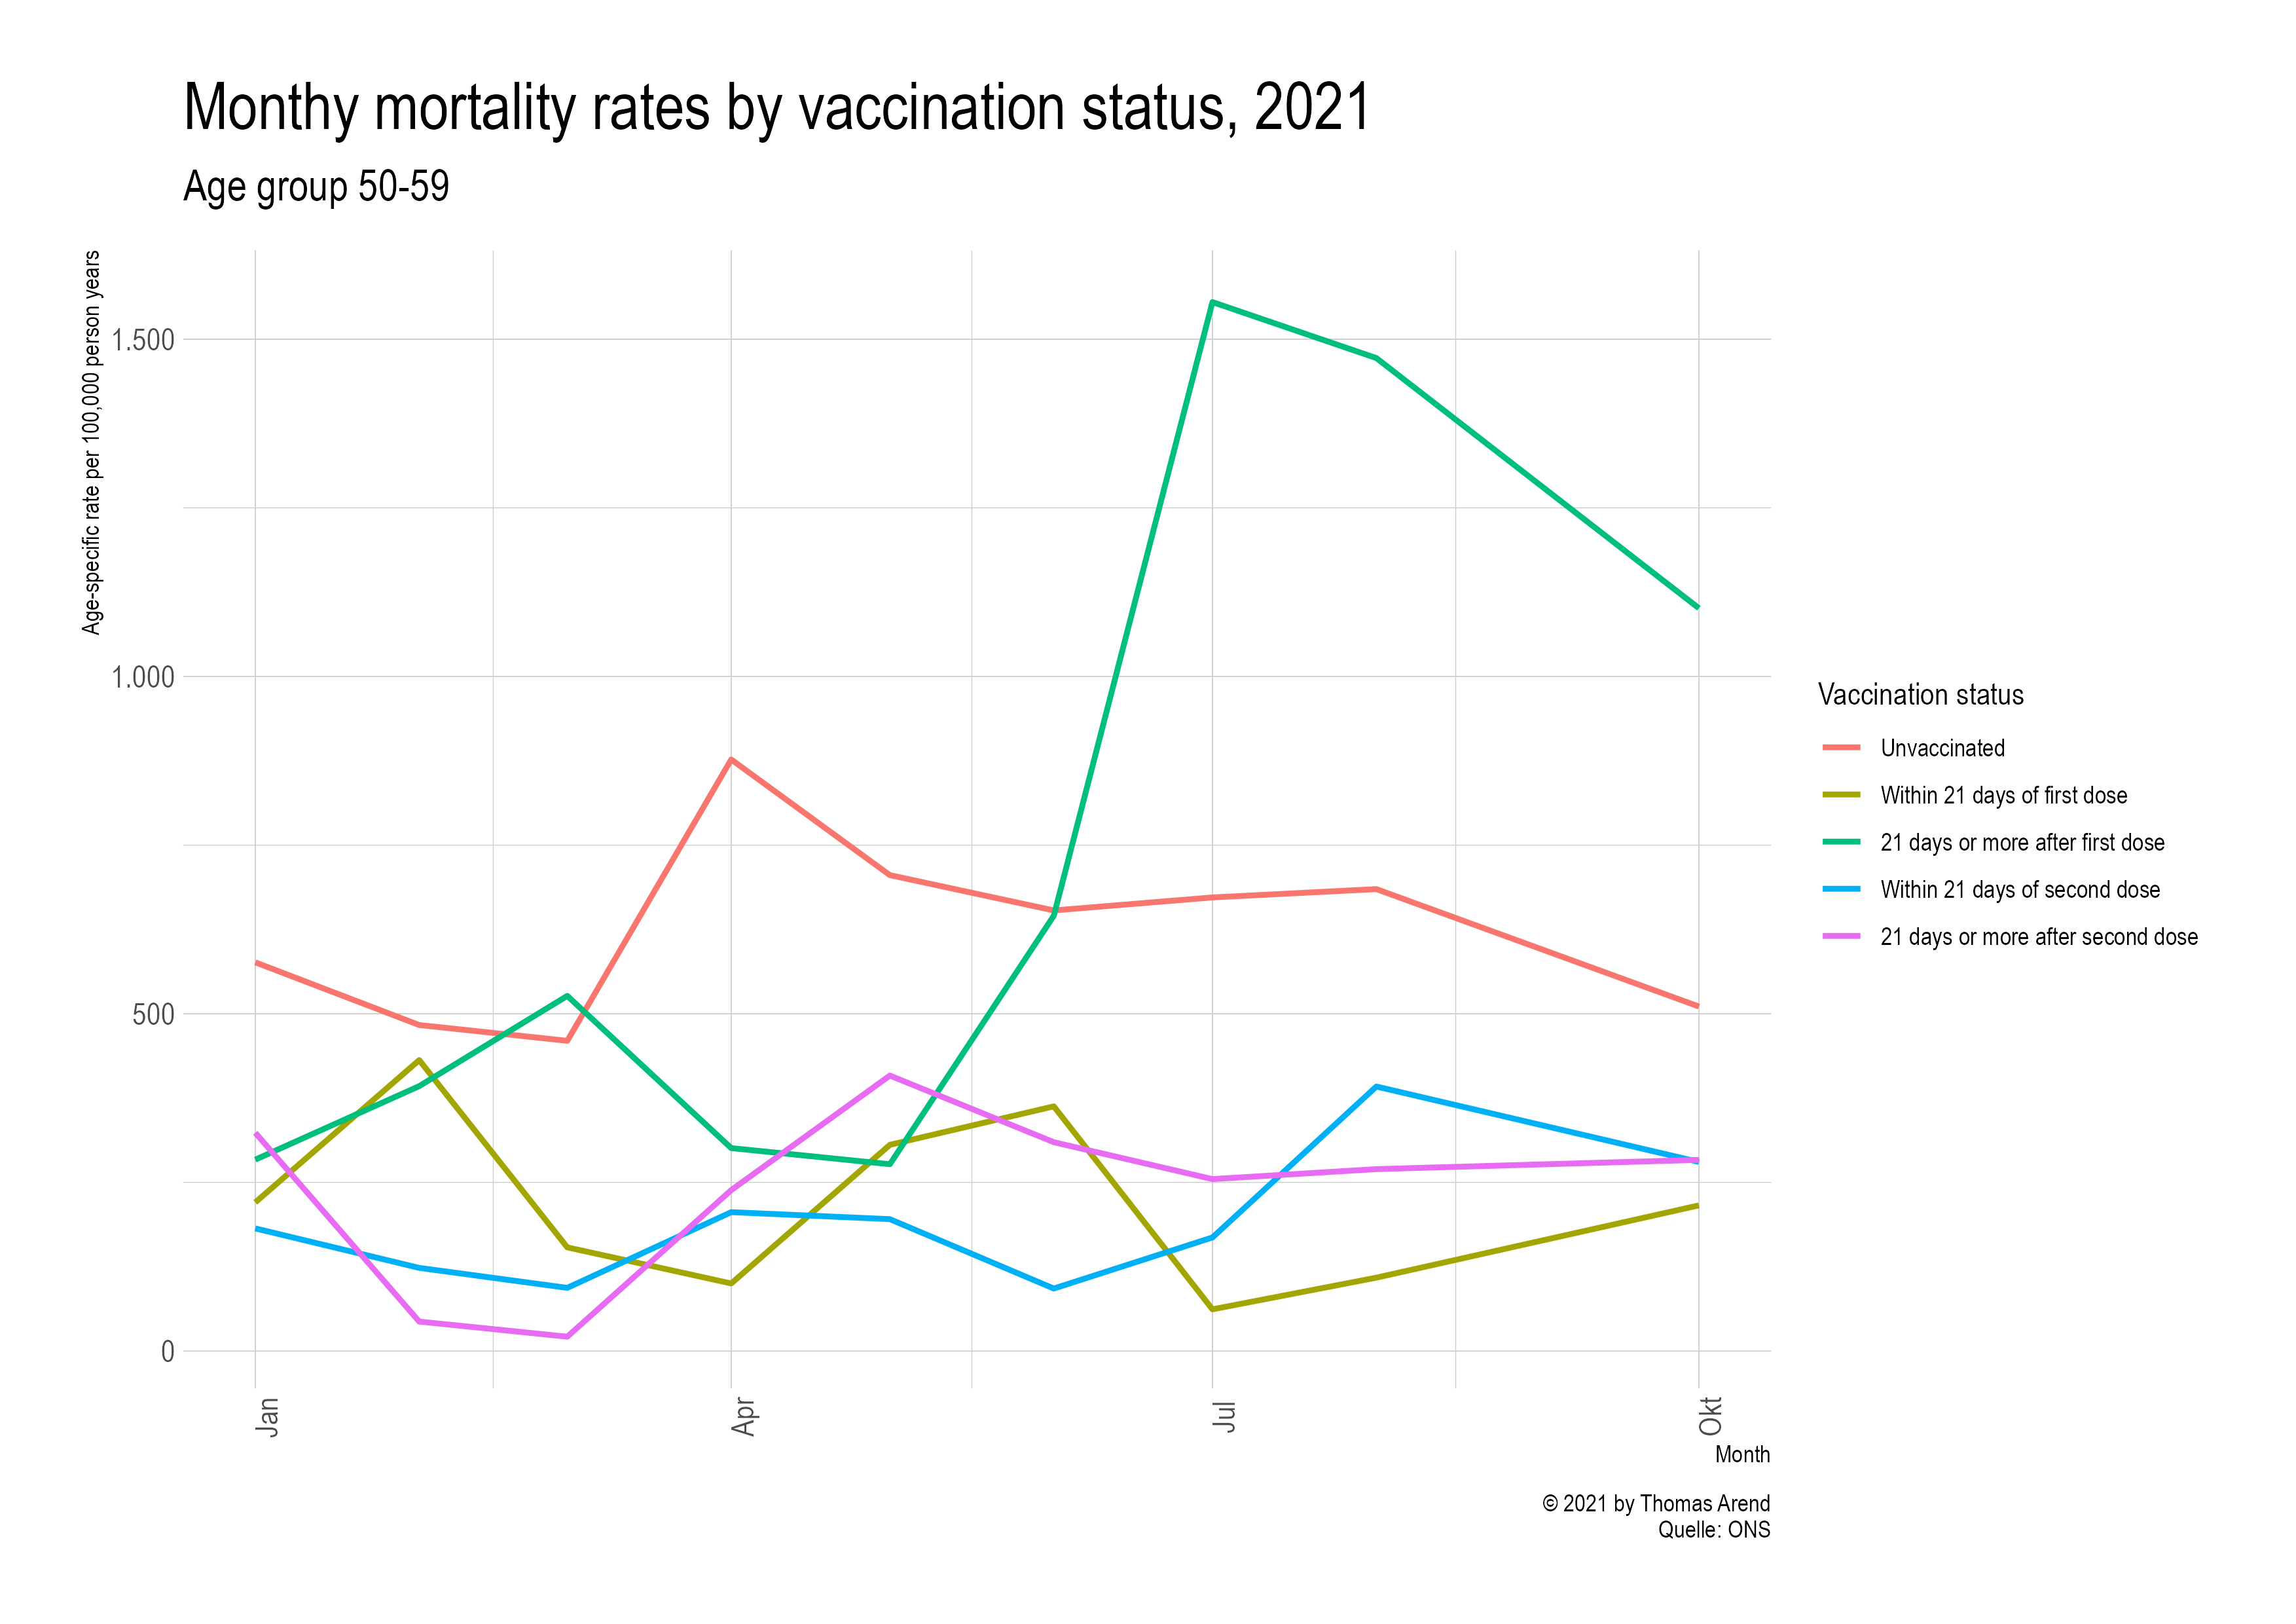 Monthy mortality rates by vaccination status, 2021
Age group 50-59
Age-specific rate per 100,000 person years
1.500
1.000
500
0
Jan
Apr
Jul
Okt
Month
Vaccination status
Unvaccinated
Within 21 days of first dose
21 days or more after first dose
Within 21 days of second dose
21 days or more after second dose
© 2021 by Thomas Arend
Quelle: ONS